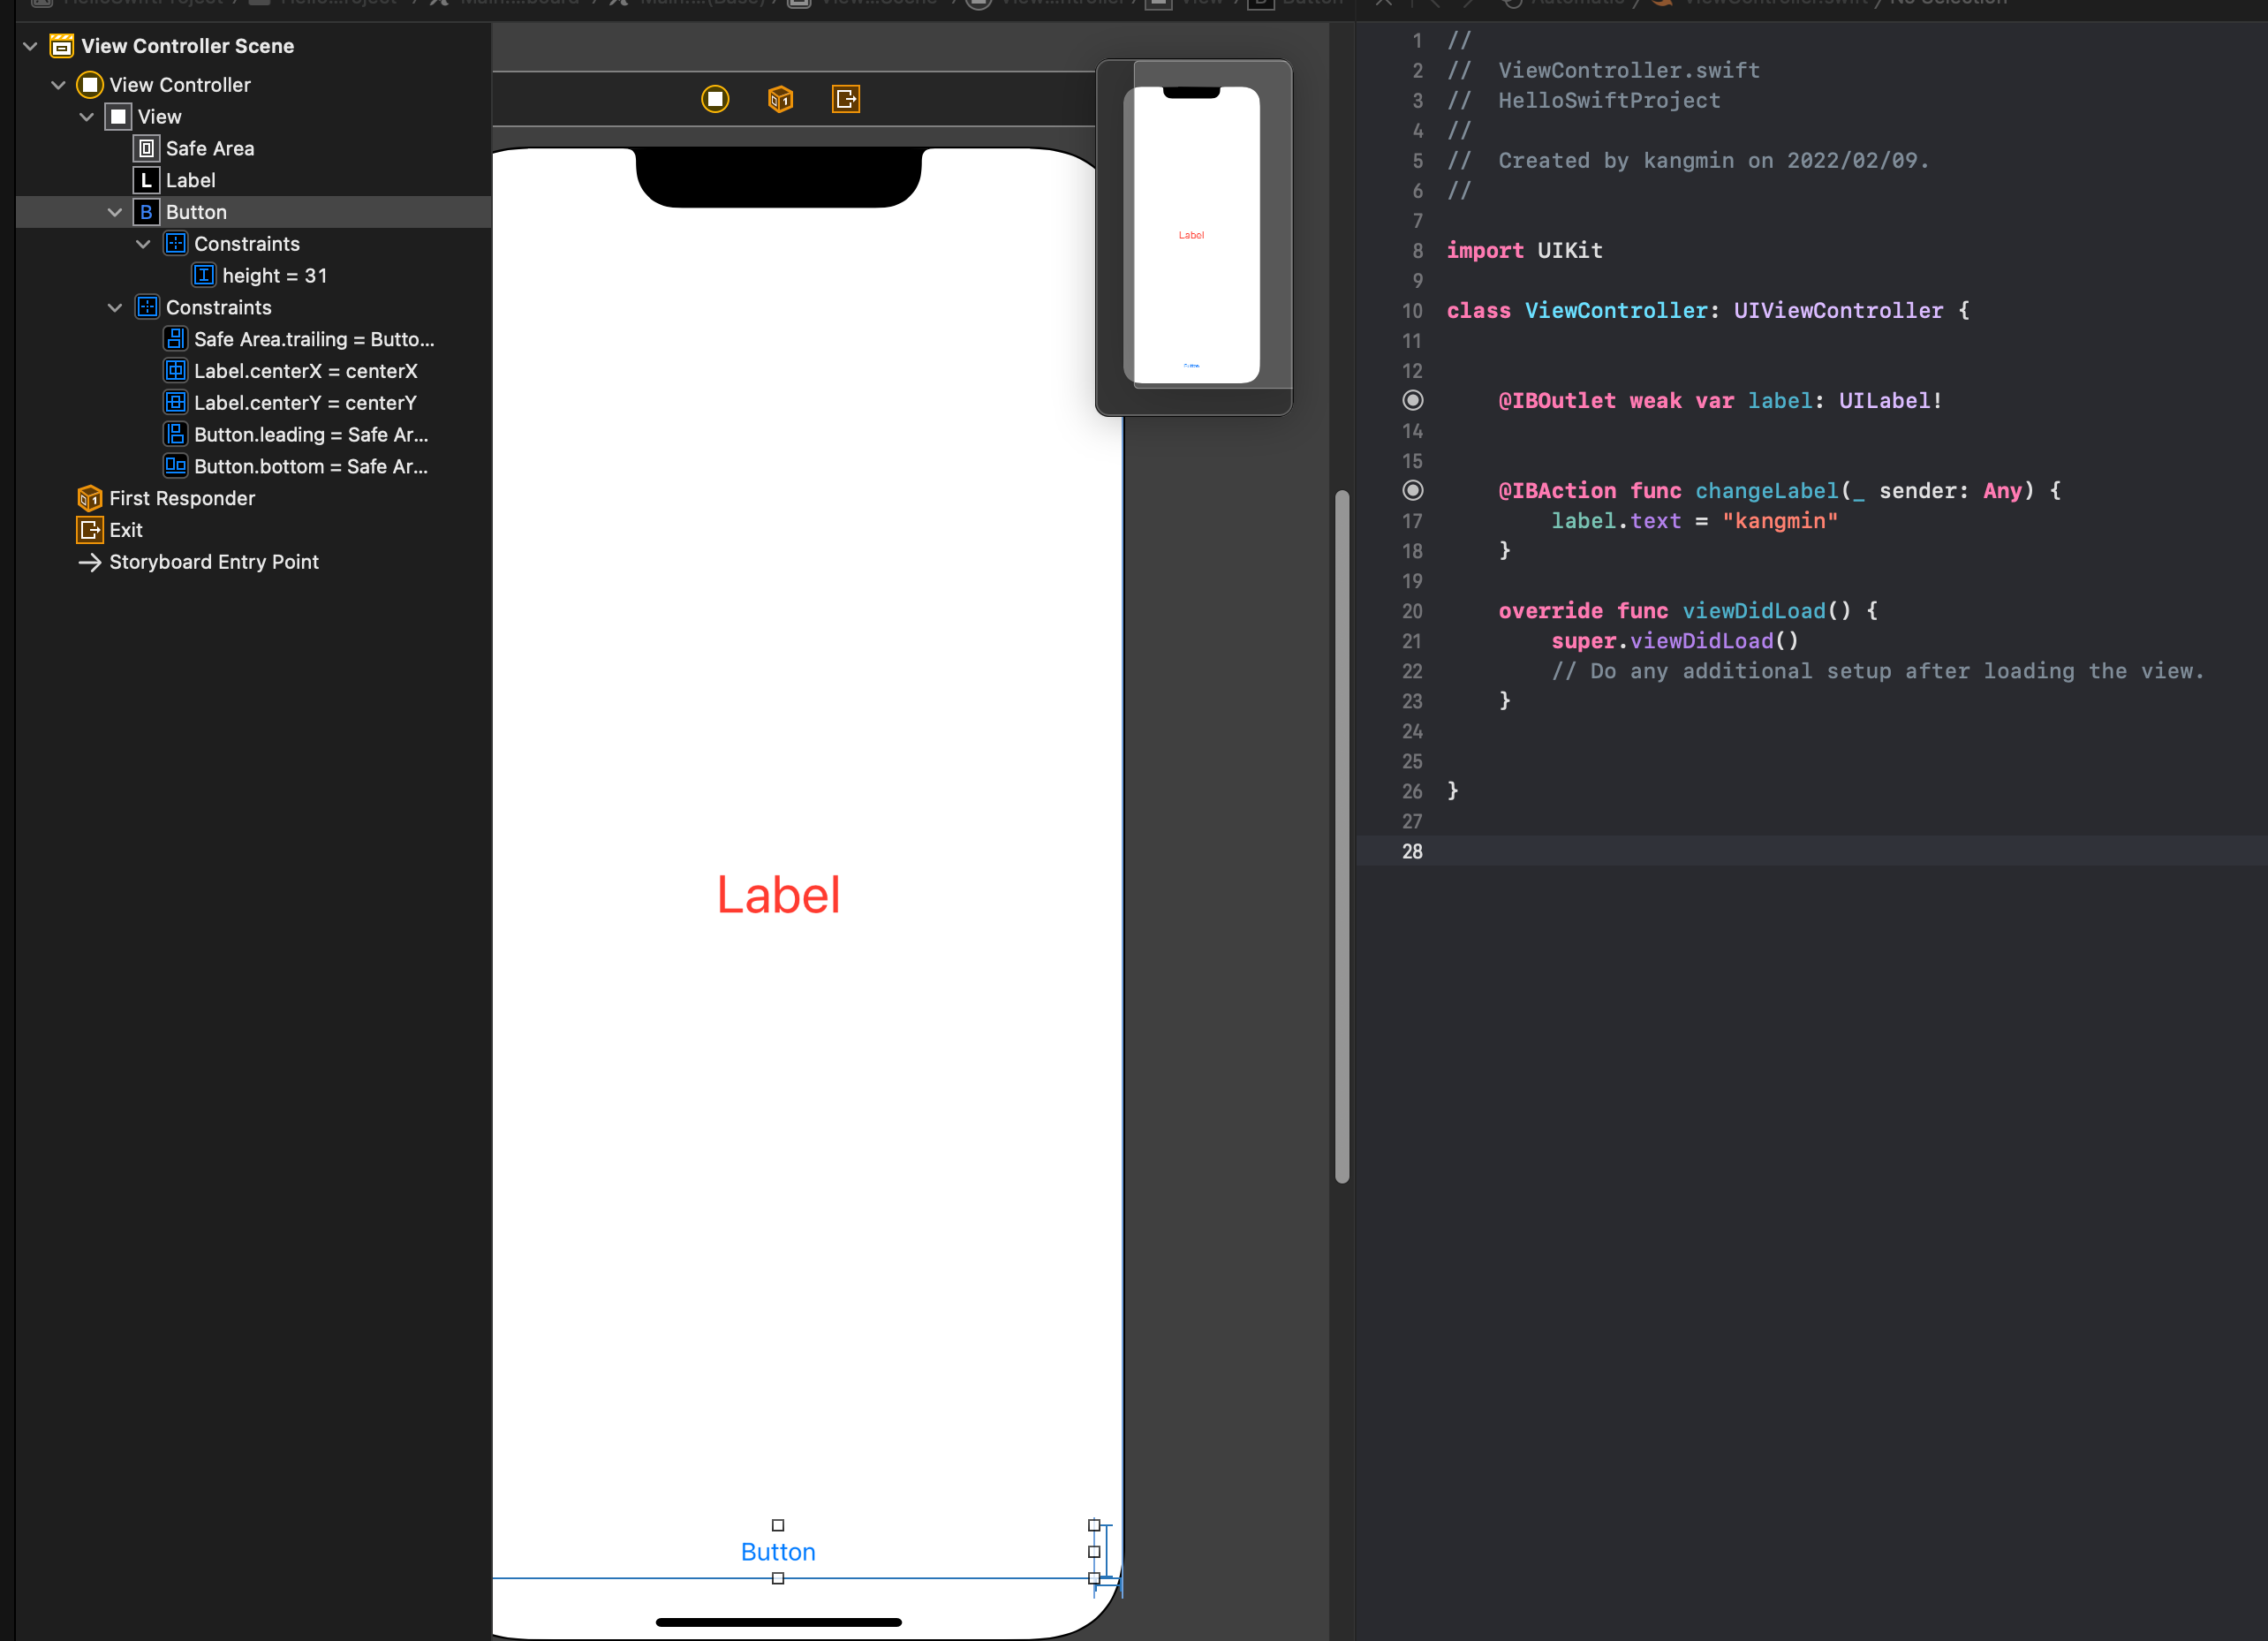 View Controller Scene
View Controller
View
Safe Area
L Label
B Button
Constraints
height = 31
Constraints
Safe Area.trailing = Butto...
Label.centerX = centerX
Label.centerY = centerY
Button.leading = Safe Ar...
Button.bottom = Safe Ar...
First Responder
Exit
Storyboard Entry Point
1
Label
Button
Label
1 //
2 //  ViewController.swift
3 //  HelloSwiftProject
4 //
5 //  Created by kangmin on 2022/02/09.
6 //
7
8 import UIKit
9
10 class ViewController: UIViewController {
11
12
@IBOutlet weak var label: UILabel!
14
15
@IBAction func changeLabel(_ sender: Any) {
17 label.text = "kangmin"
18 }
19
20 override func viewDidLoad() {
21 super.viewDidLoad()
22 // Do any additional setup after loading the view.
23 }
24
25
26 }
27
28